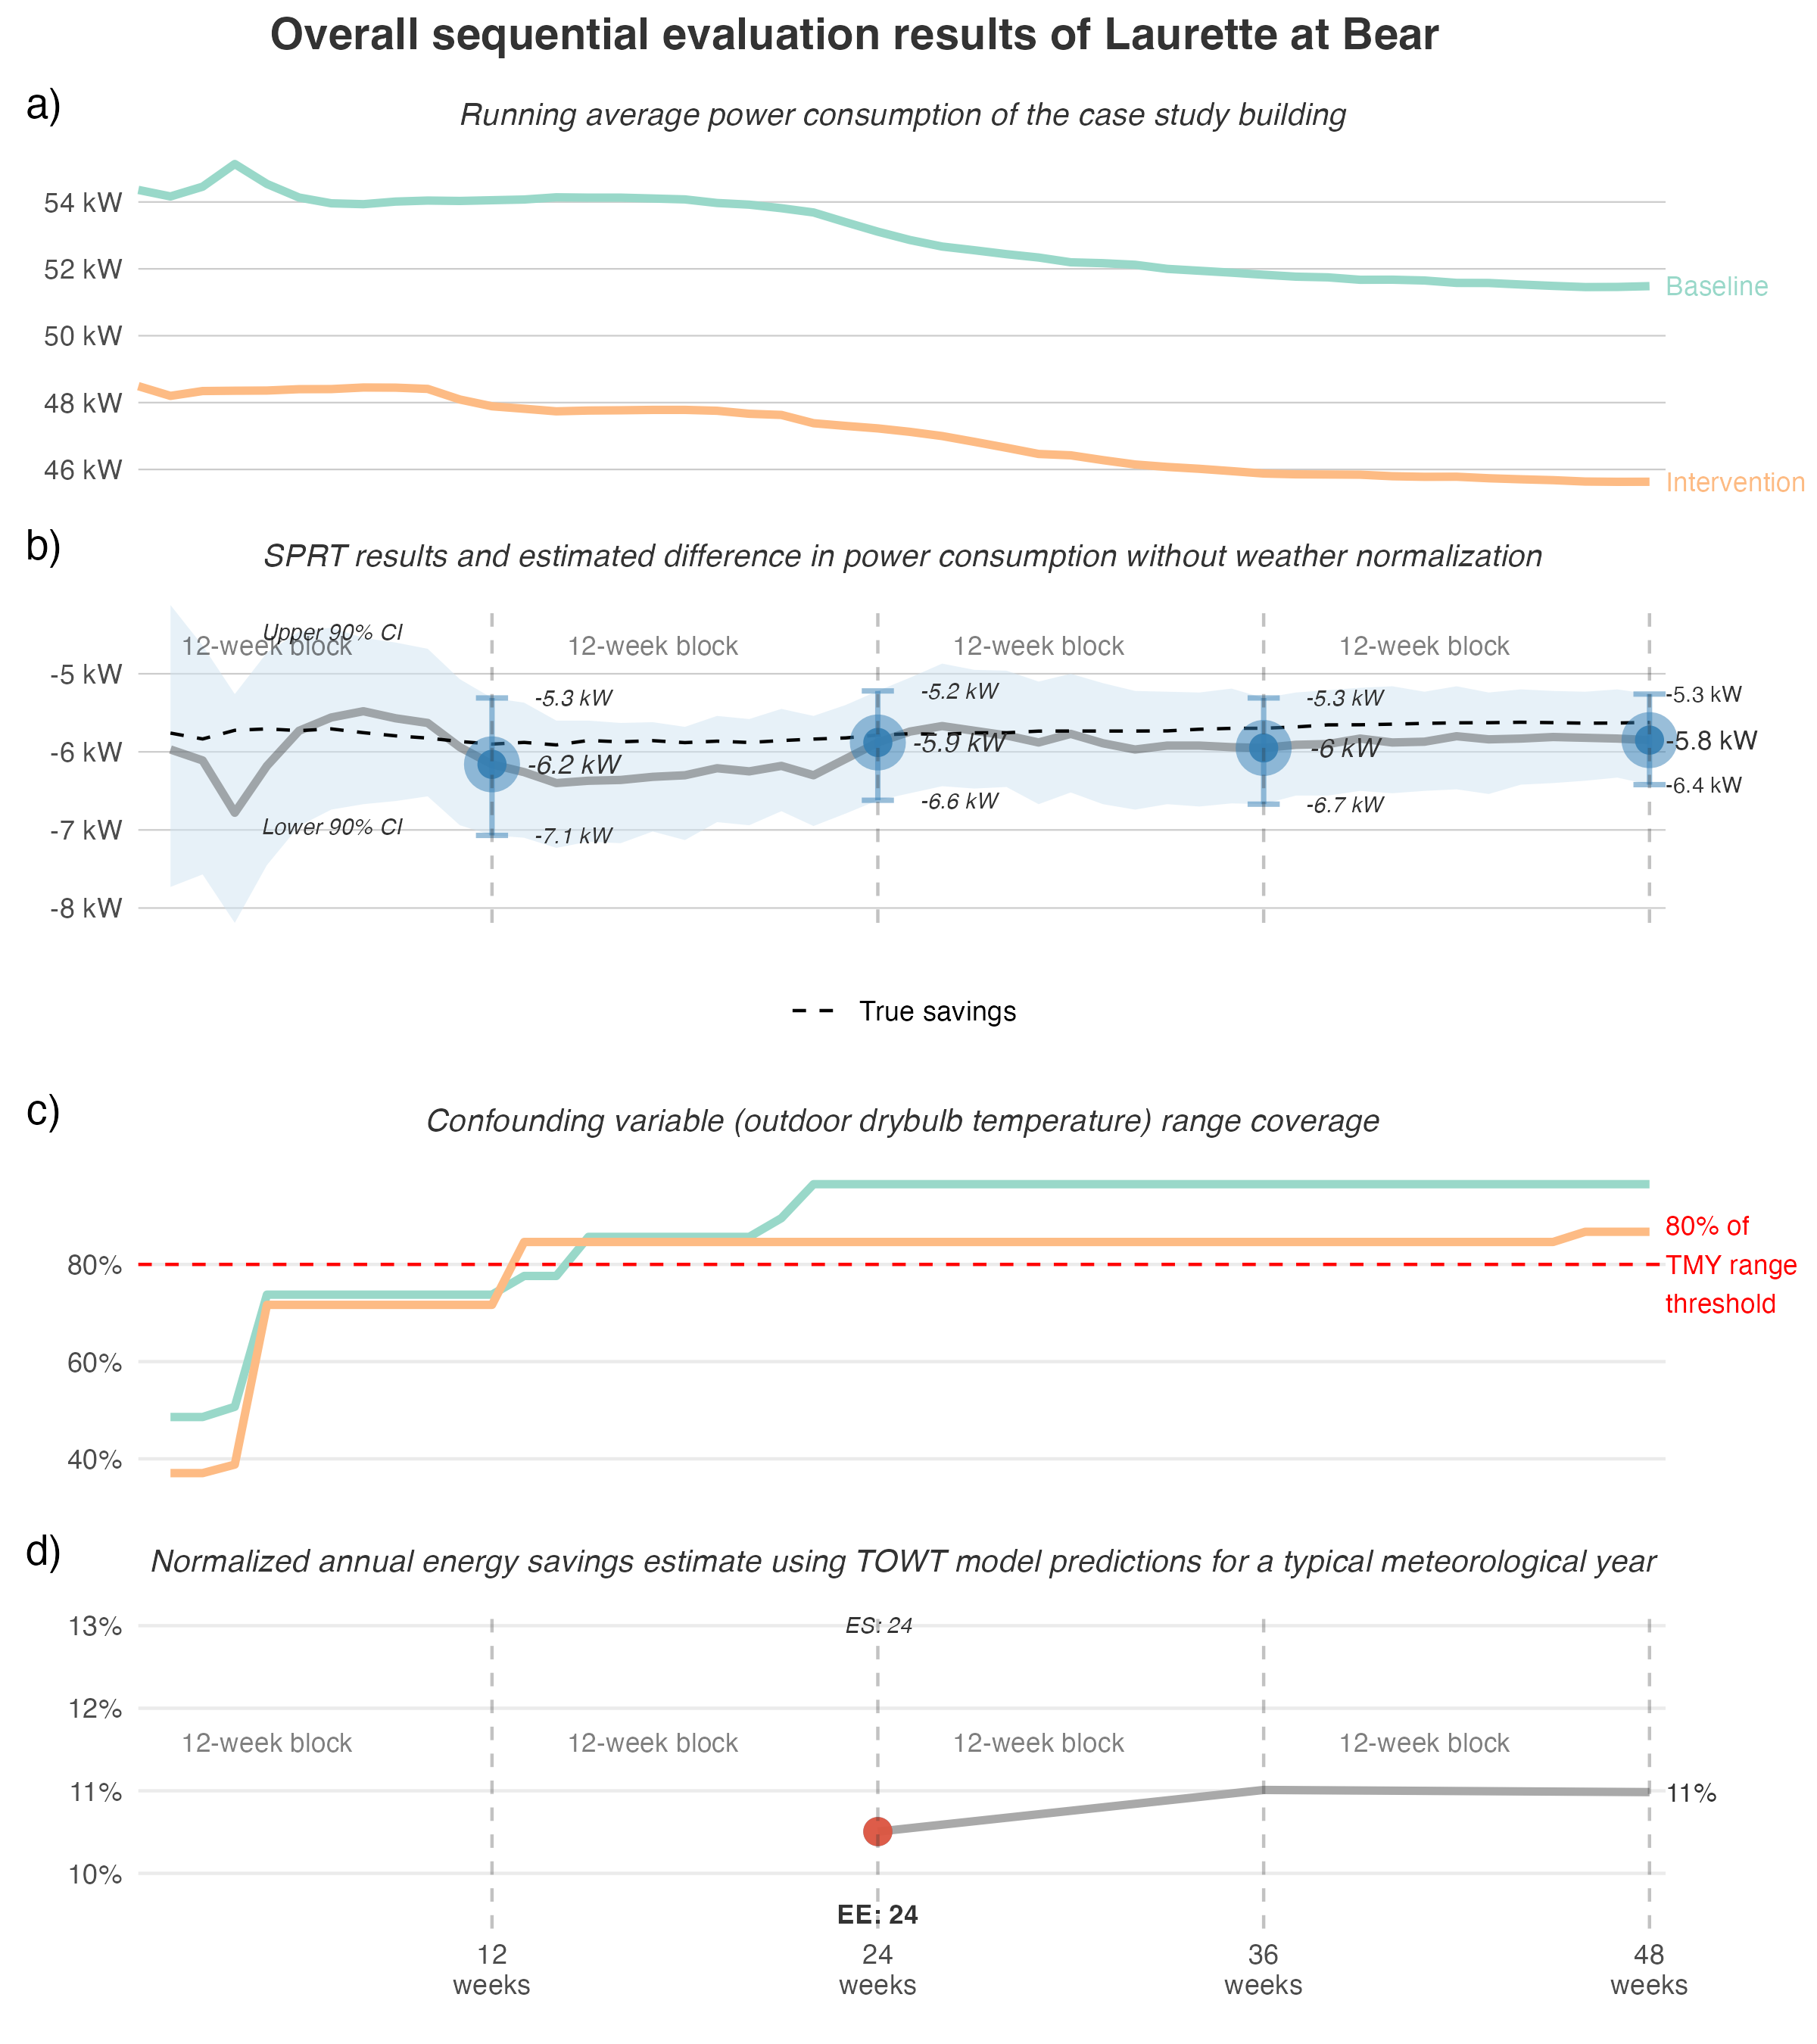 Overall sequential evaluation results of Laurette at Bear
a)
Running average power consumption of the case study building
54 kW
52 kW
50 kW
48 kW
46 kW
Baseline
Intervention
b)
SPRT results and estimated difference in power consumption without weather normalization
Upper 90% CI
12-week block
12-week block
12-week block
12-week block
-5 kW
-6 kW
-7 kW
-8 kW
-5.3 kW
-5.2 kW
-5.3 kW
-5.3 kW
-6.2 kW
-5.9 kW
-6 kW
-5.8 kW
Lower 90% CI
-7.1 kW
-6.6 kW
-6.7 kW
-6.4 kW
True savings
c)
Confounding variable (outdoor drybulb temperature) range coverage
80%
60%
40%
80% of
TMY range
threshold
d)
Normalized annual energy savings estimate using TOWT model predictions for a typical meteorological year
13%
12%
11%
10%
ES: 24
12-week block
12-week block
12-week block
12-week block
11%
EE: 24
12
weeks
24
weeks
36
weeks
48
weeks